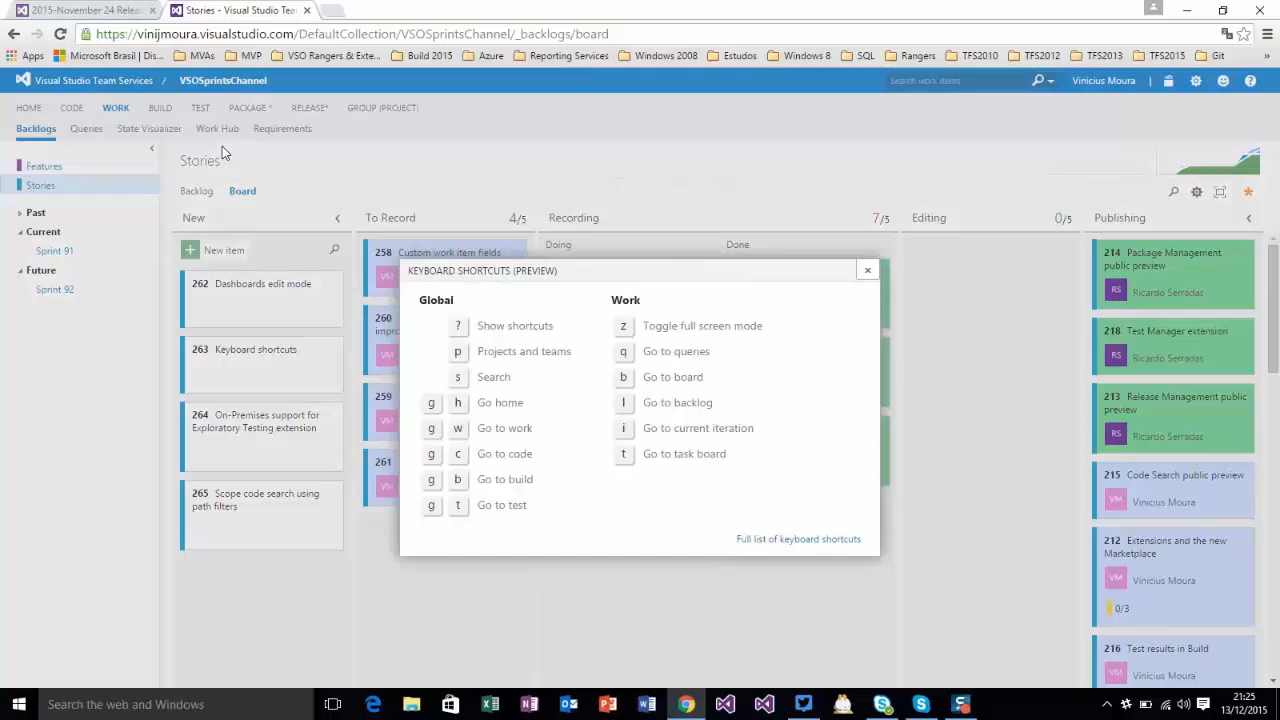 2015-November 24 Relea
Stories - Visual Studio Tea
https://vinijmoura.visualstudio.com/DefaultCollection/VSOSprintsChannel/_backlogs/board
Apps
Microsoft Brasil | Dis
MVAs
MVP
VSO Rangers & Exte
Build 2015
Azure
Reporting Services
Windows 2008
Estudos
Windows 8
SQL
Rangers
TFS2010
TFS2012
TFS2013
TFS2015
Git
Visual Studio Team Services / VSOSprintsChannel
Search work items
Vinicius Moura
HOME CODE WORK BUILD TEST PACKAGE * RELEASE* GROUP (PROJECT)
Backlogs Queries State Visualizer Work Hub Requirements
Features
Stories
Past
Current
Sprint 91
Future
Sprint 92
Stories
Backlog Board
New
To Record 4/5
Recording 7/5
Editing 0/5
Publishing
Doing
Done
New item
262 Dashboards edit mode
263 Keyboard shortcuts
264 On-Premises support for
Exploratory Testing extension
265 Scope code search using
path filters
258 Custom work item fields
VM
260
impro
VM
259
VM
261
VM
KEYBOARD SHORTCUTS (PREVIEW)
Global
? Show shortcuts
p Projects and teams
s Search
g h Go home
g w Go to work
g c Go to code
g b Go to build
g t Go to test
Work
z Toggle full screen mode
q Go to queries
b Go to board
l Go to backlog
i Go to current iteration
t Go to task board
Full list of keyboard shortcuts
214 Package Management
public preview
RS Ricardo Serradas
218 Test Manager extension
RS Ricardo Serradas
213 Release Management public
preview
RS Ricardo Serradas
215 Code Search public preview
VM Vinicius Moura
212 Extensions and the new
Marketplace
VM Vinicius Moura
0/3
216 Test results in Build
VM Vinicius Moura
Search the web and Windows
21:25
13/12/2015